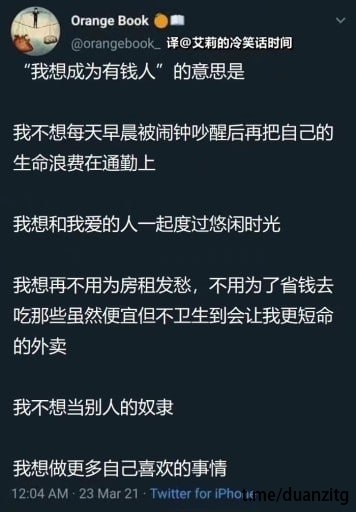 Orange Book 🍊📖
@orangebook_ 译@艾莉的冷笑话时间
“我想成为有钱人”的意思是
我不想每天早晨被闹钟吵醒后再把自己的
生命浪费在通勤上
我想和我爱的人一起度过悠闲时光
我想再不用为房租发愁，不用为了省钱去
吃那些虽然便宜但不卫生到会让我更短命
的外卖
我不想当别人的奴隶
我想做更多自己喜欢的事情
12:04 AM · 23 Mar 21 · Twitter for iPhone
t.me/duanzitg